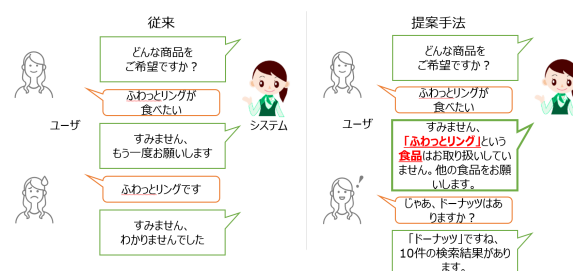 従来
どんな商品を
ご希望ですか？
ふわっとリングが
食べたい
ユーザ
システム
すみません、
もう一度お願いします
ふわっとリングです
すみません、
わかりませんでした
提案手法
どんな商品を
ご希望ですか？
ふわっとリングが
食べたい
ユーザ
すみません、
「ふわっとリング」という
食品はお取り扱いしてい
ません。他の食品をお願
いします。
！
じゃあ、ドーナッツはあ
りますか？
「ドーナッツ」ですね、
10件の検索結果があり
ます。